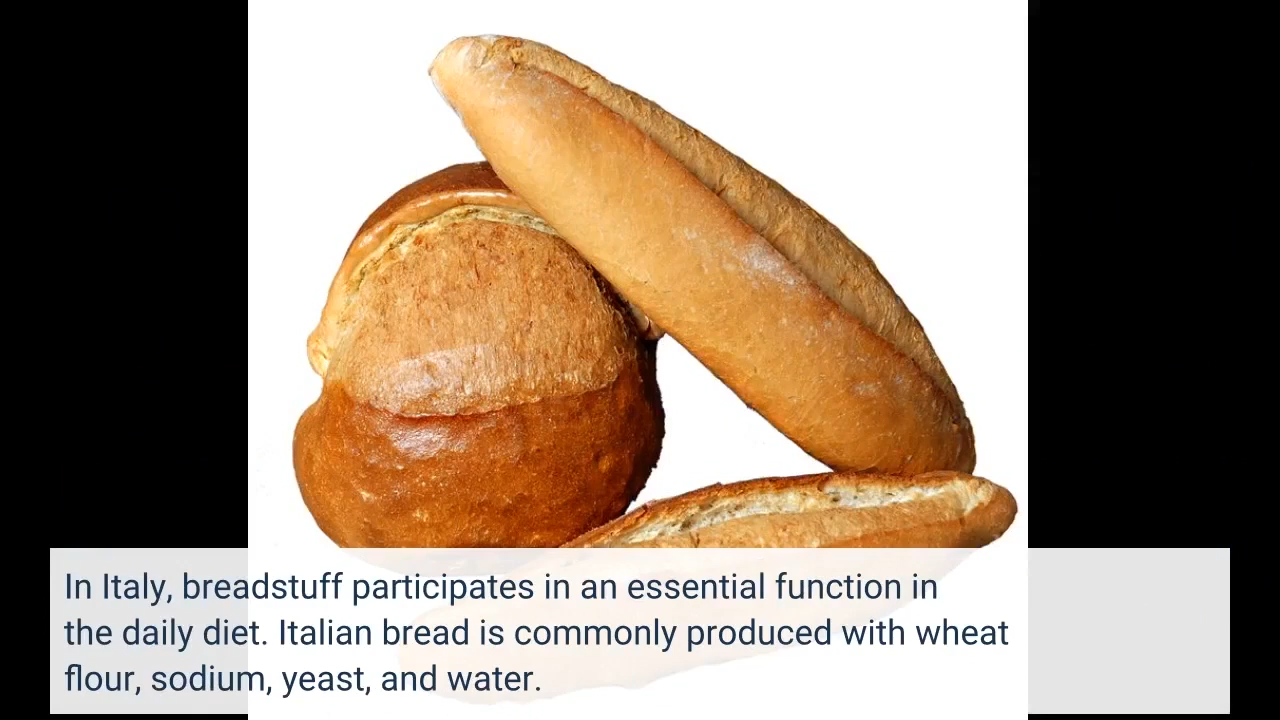 In Italy, breadstuff participates in an essential function in
the daily diet. Italian bread is commonly produced with wheat
flour, sodium, yeast, and water.